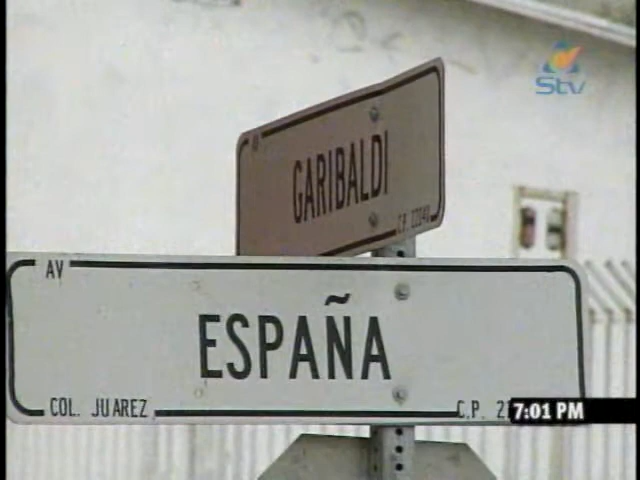 Stv
GARIBALDI
AV
ESPAÑA
COL. JUAREZ
C.P.
7:01 PM